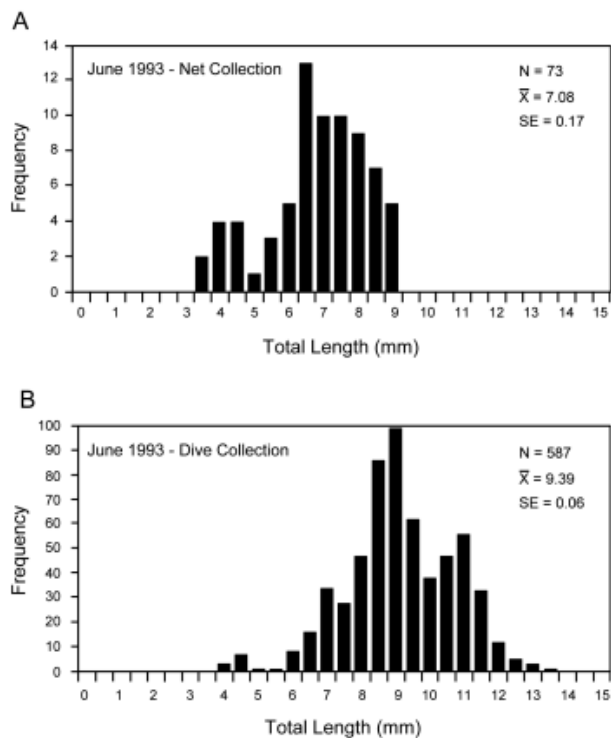 A
June 1993 - Net Collection
N = 73
X̅ = 7.08
SE = 0.17
Frequency
14
12
10
8
6
4
2
0
0 1 2 3 4 5 6 7 8 9 10 11 12 13 14 15
Total Length (mm)
B
June 1993 - Dive Collection
N = 587
X̅ = 9.39
SE = 0.06
Frequency
100
90
80
70
60
50
40
30
20
10
0
0 1 2 3 4 5 6 7 8 9 10 11 12 13 14 15
Total Length (mm)